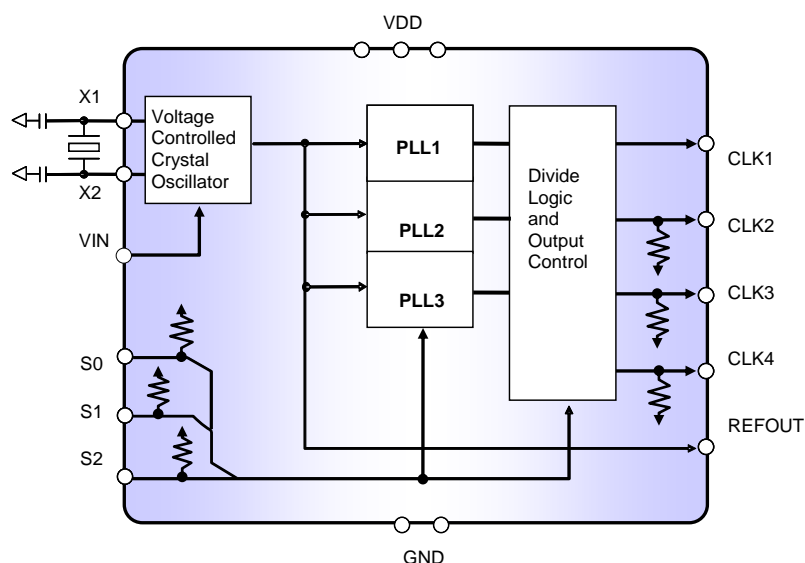 VDD
X1
Voltage
Controlled
Crystal
Oscillator
X2
VIN
PLL1
PLL2
PLL3
Divide
Logic
and
Output
Control
CLK1
CLK2
CLK3
CLK4
REFOUT
S0
S1
S2
GND